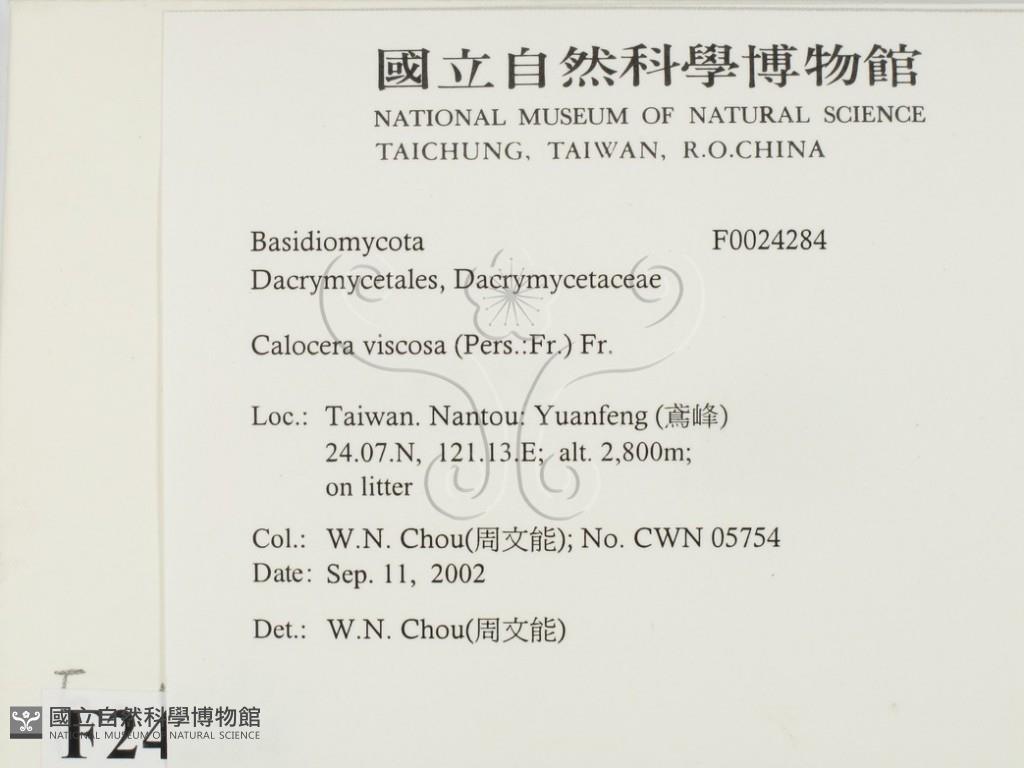 國立自然科學博物館
NATIONAL MUSEUM OF NATURAL SCIENCE
TAICHUNG, TAIWAN, R.O.CHINA
Basidiomycota F0024284
Dacrymycetales, Dacrymycetaceae
Calocera viscosa (Pers.:Fr.) Fr.
Loc.: Taiwan. Nantou: Yuanfeng (鳶峰)
24.07.N, 121.13.E; alt. 2,800m;
on litter
Col.: W.N. Chou(周文能); No. CWN 05754
Date: Sep. 11, 2002
Det.: W.N. Chou(周文能)
F24
國立自然科學博物館
NATIONAL MUSEUM OF NATURAL SCIENCE